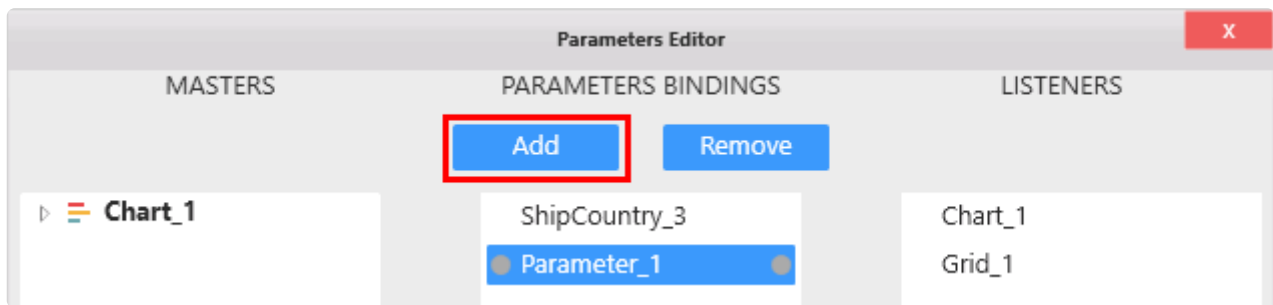 Parameters Editor
x
MASTERS PARAMETERS BINDINGS LISTENERS
Add Remove
Chart_1 ShipCountry_3 Chart_1
Parameter_1 Grid_1